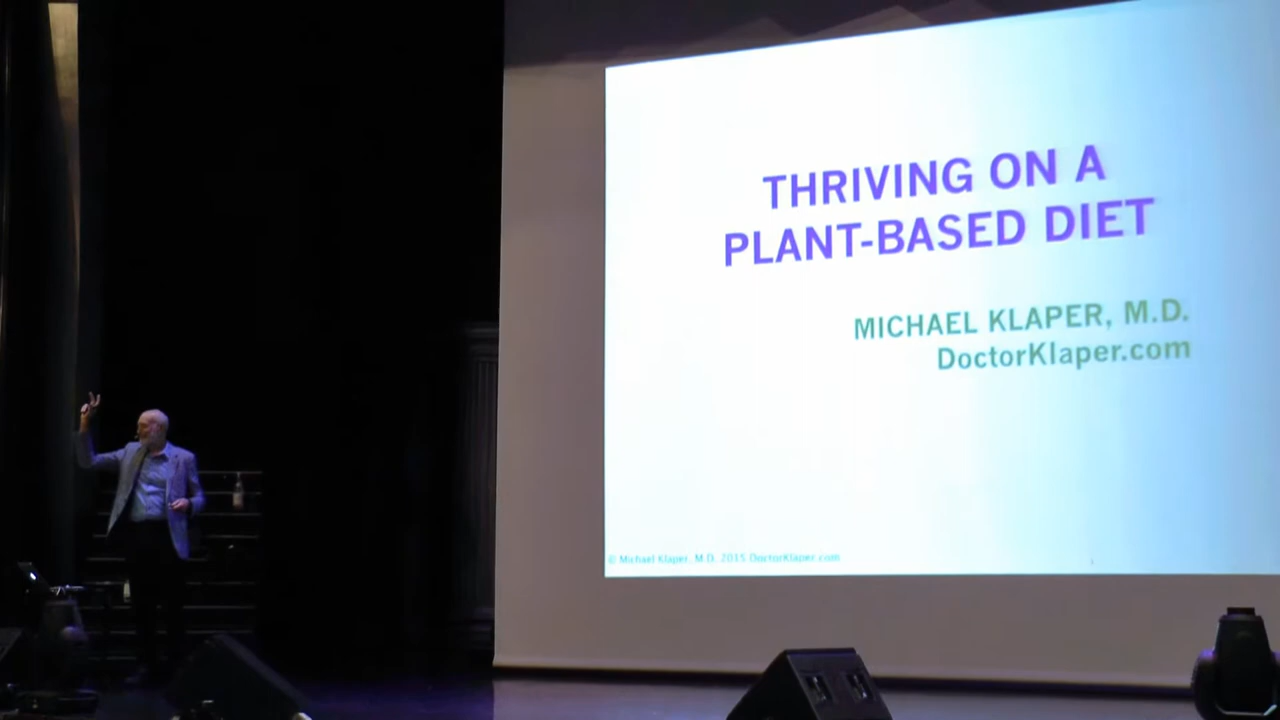 THRIVING ON A
PLANT-BASED DIET
MICHAEL KLAPER, M.D.
DoctorKlaper.com
© Michael Klaper, M.D. 2015 DoctorKlaper.com